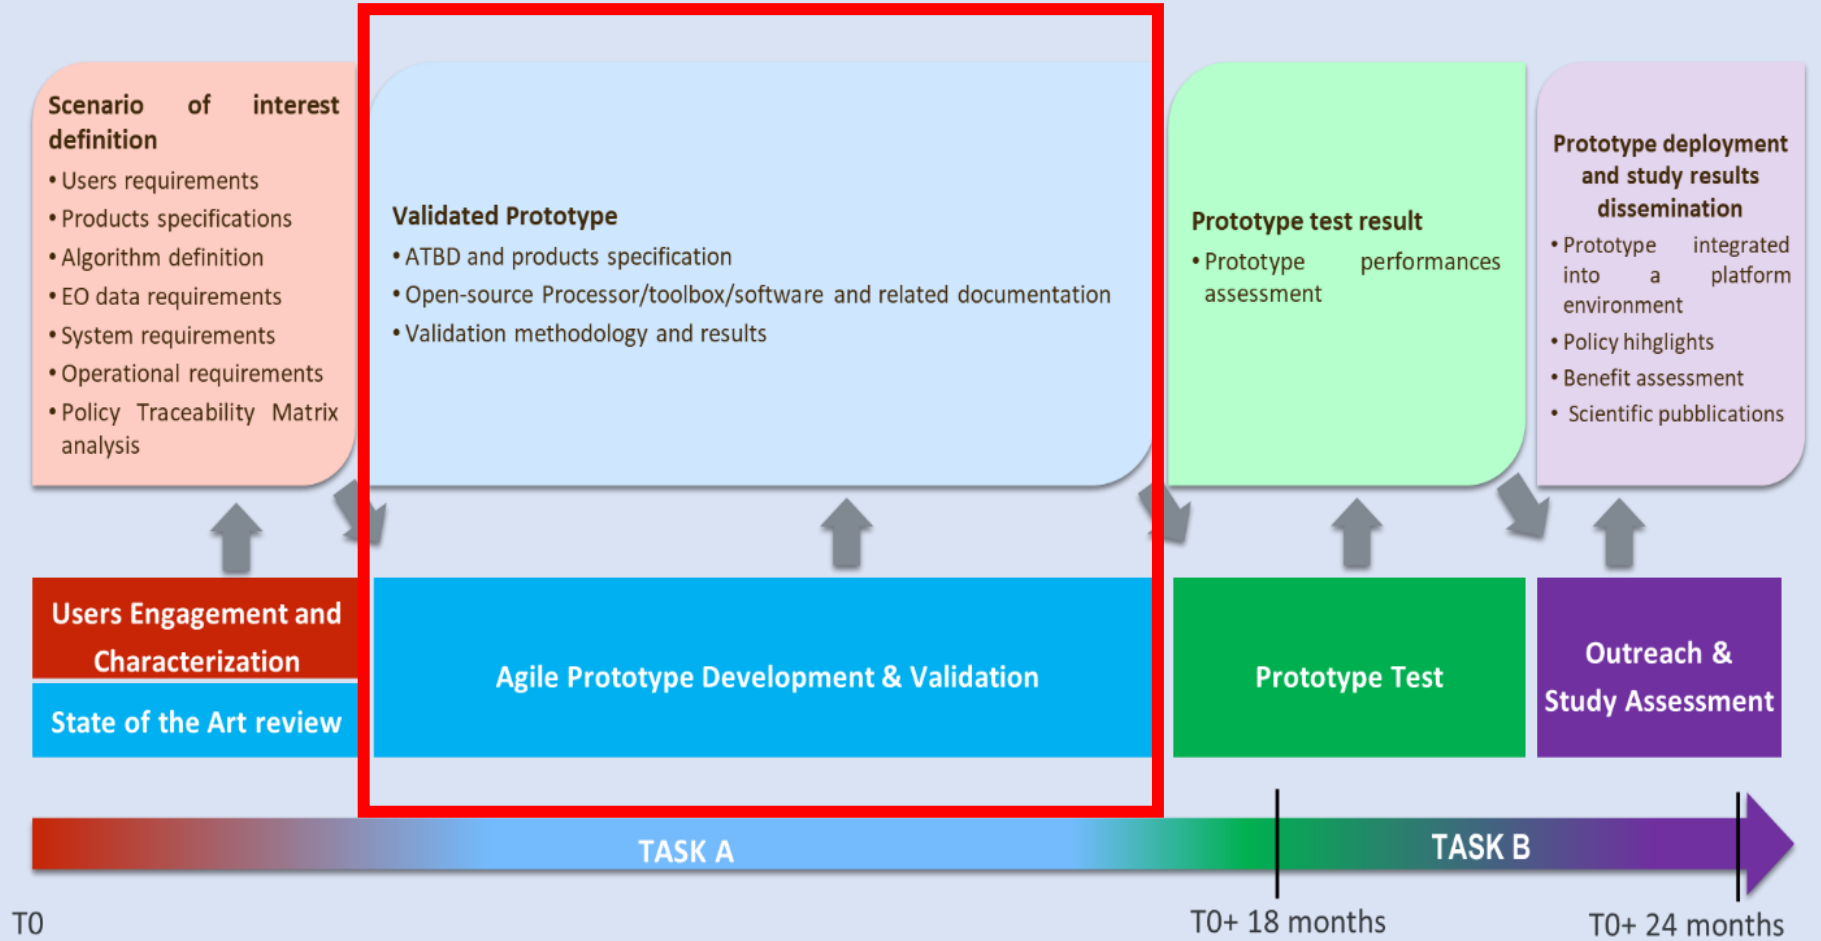 Scenario of interest
definition
• Users requirements
• Products specifications
• Algorithm definition
• EO data requirements
• System requirements
• Operational requirements
• Policy Traceability Matrix
analysis
Validated Prototype
• ATBD and products specification
• Open-source Processor/toolbox/software and related documentation
• Validation methodology and results
Prototype test result
• Prototype performances
assessment
Prototype deployment
and study results
dissemination
• Prototype integrated
into a platform
environment
• Policy hihglights
• Benefit assessment
• Scientific pubblications
Users Engagement and
Characterization
State of the Art review
Agile Prototype Development & Validation
Prototype Test
Outreach &
Study Assessment
TASK A
TASK B
T0
T0+ 18 months
T0+ 24 months